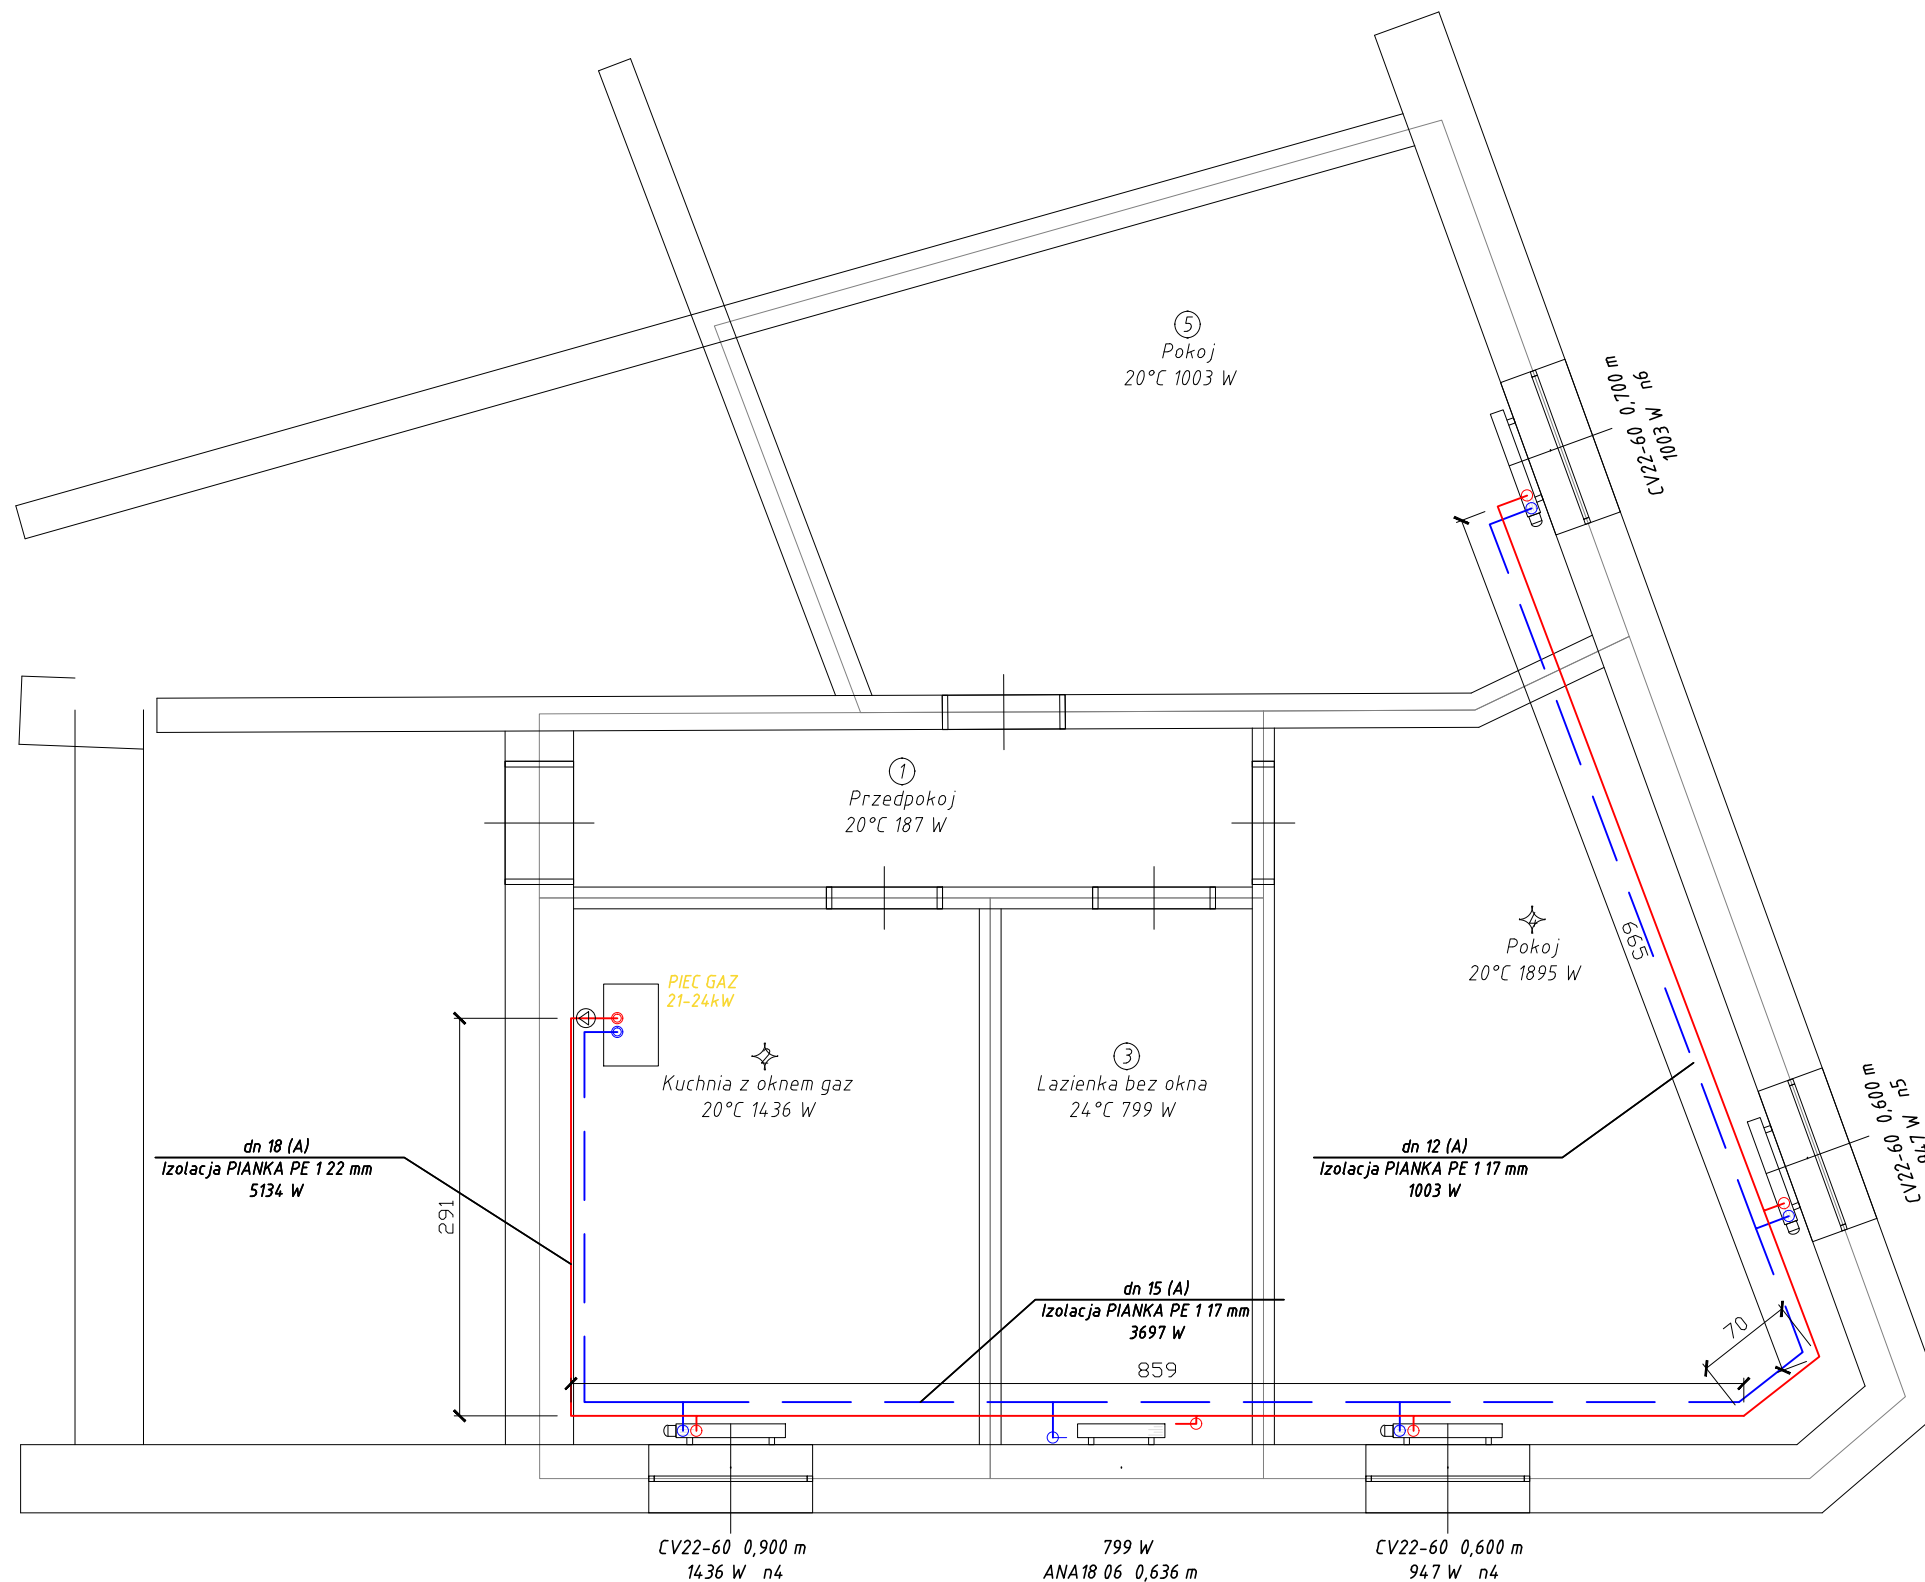 5
Pokoj
20°C 1003 W
CV22-60 0,700 m
1003 W n6
1
Przedpokoj
20°C 187 W
4
Pokoj
20°C 1895 W
665
PIEC GAZ
21-24kW
2
Kuchnia z oknem gaz
20°C 1436 W
3
Lazienka bez okna
24°C 799 W
CV22-60 0,600 m
947 W n5
dn 18 (A)
Izolacja PIANKA PE 1 22 mm
5134 W
291
dn 12 (A)
Izolacja PIANKA PE 1 17 mm
1003 W
dn 15 (A)
Izolacja PIANKA PE 1 17 mm
3697 W
70
859
CV22-60 0,900 m
1436 W n4
799 W
ANA18 06 0,636 m
CV22-60 0,600 m
947 W n4